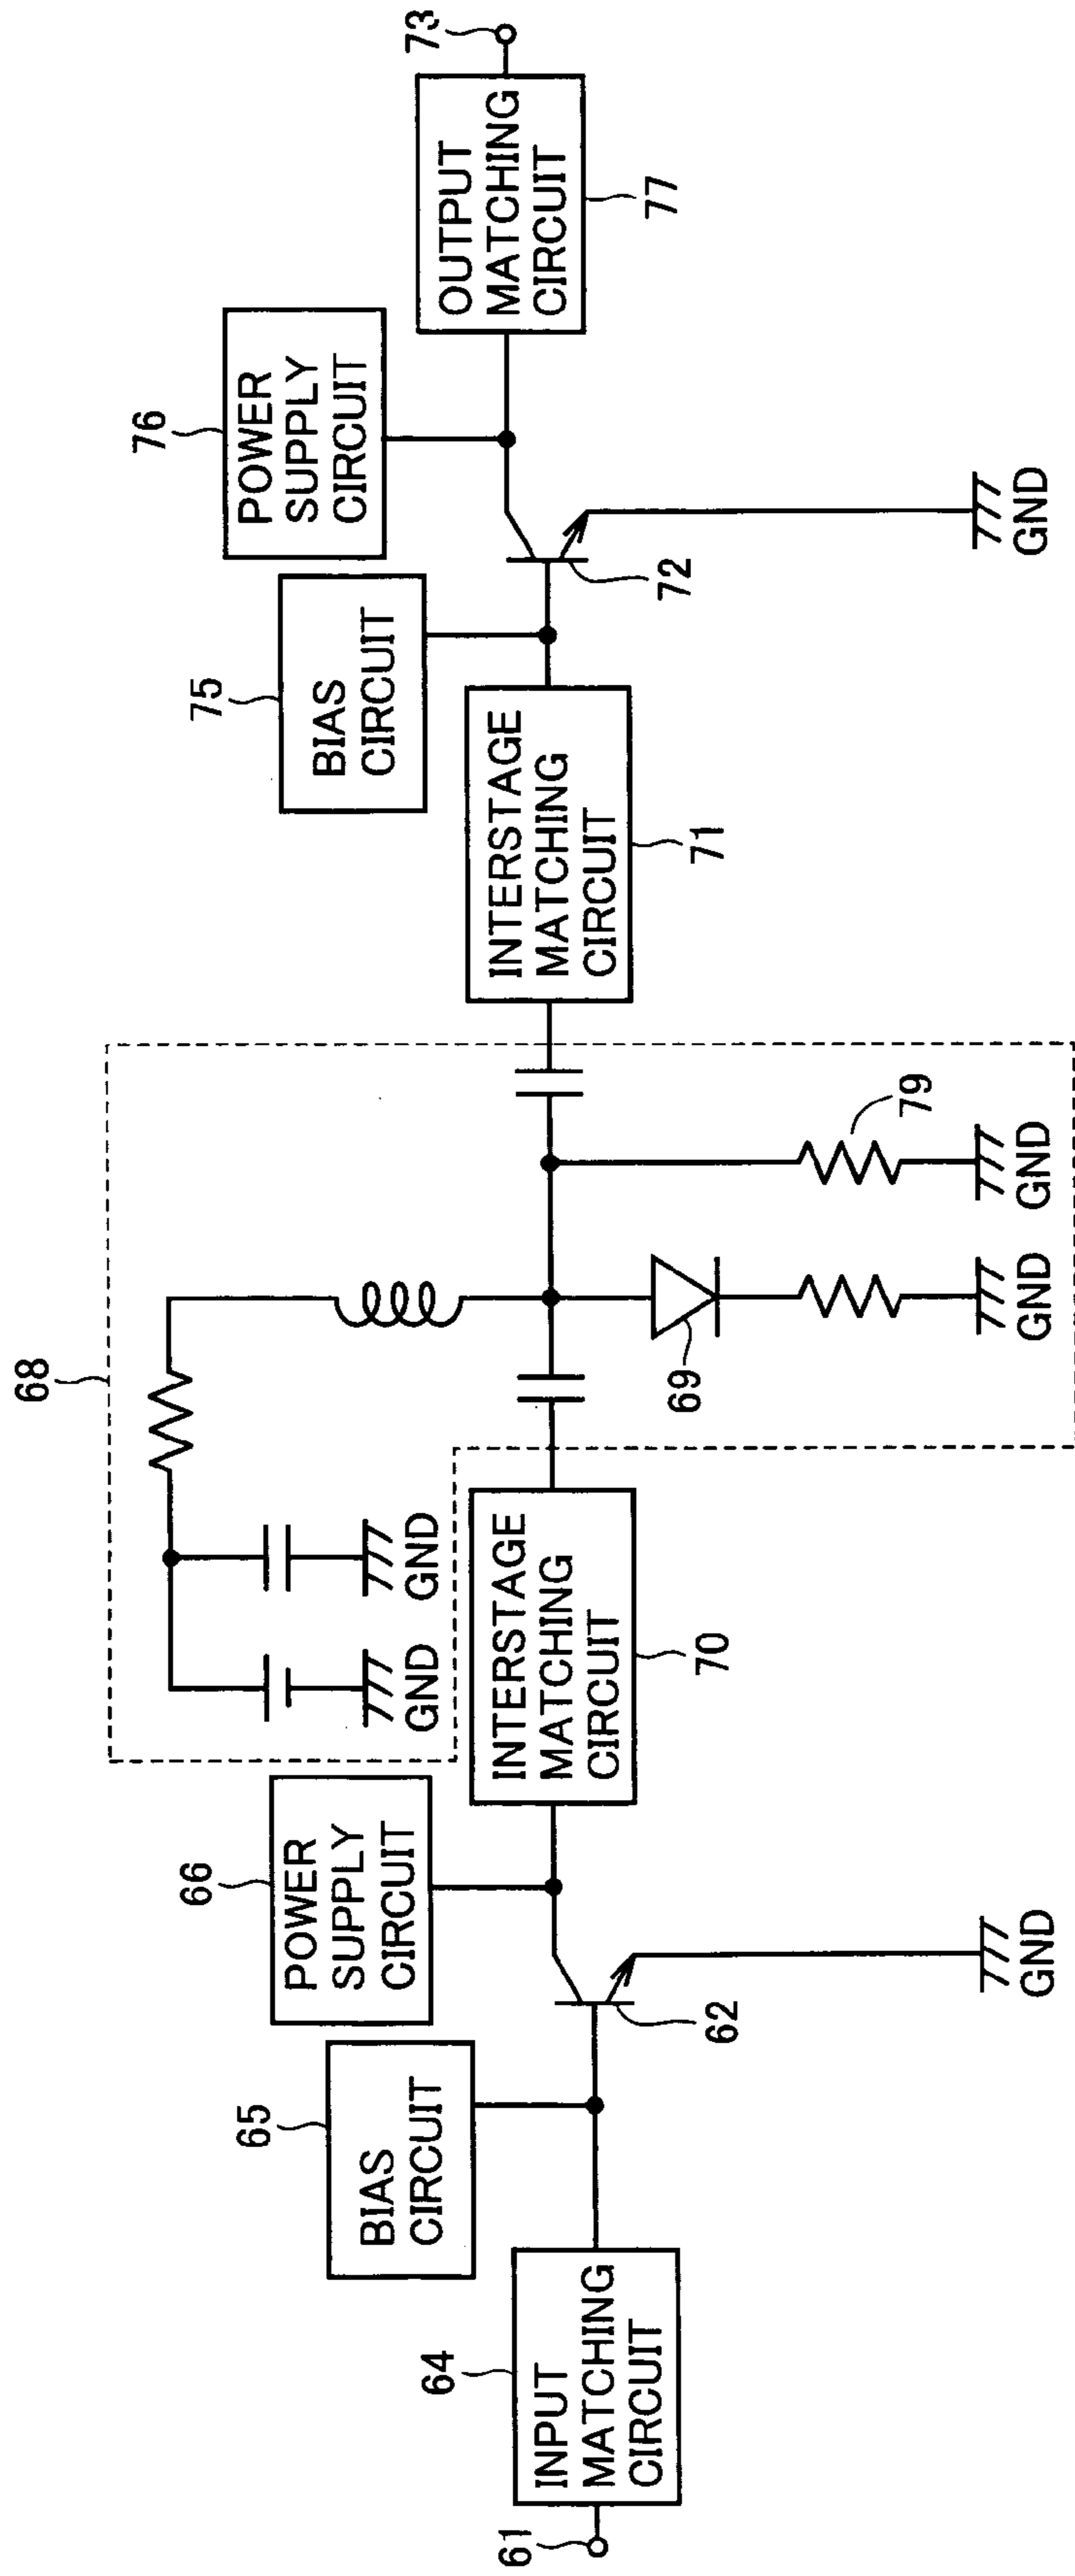 68
76
POWER
SUPPLY
CIRCUIT
75
BIAS
CIRCUIT
66
POWER
SUPPLY
CIRCUIT
65
BIAS
CIRCUIT
GND
GND
61
64
INPUT
MATCHING
CIRCUIT
62
GND
INTERSTAGE
MATCHING
CIRCUIT
70
69
GND
79
GND
INTERSTAGE
MATCHING
CIRCUIT
71
72
GND
OUTPUT
MATCHING
CIRCUIT
77
73